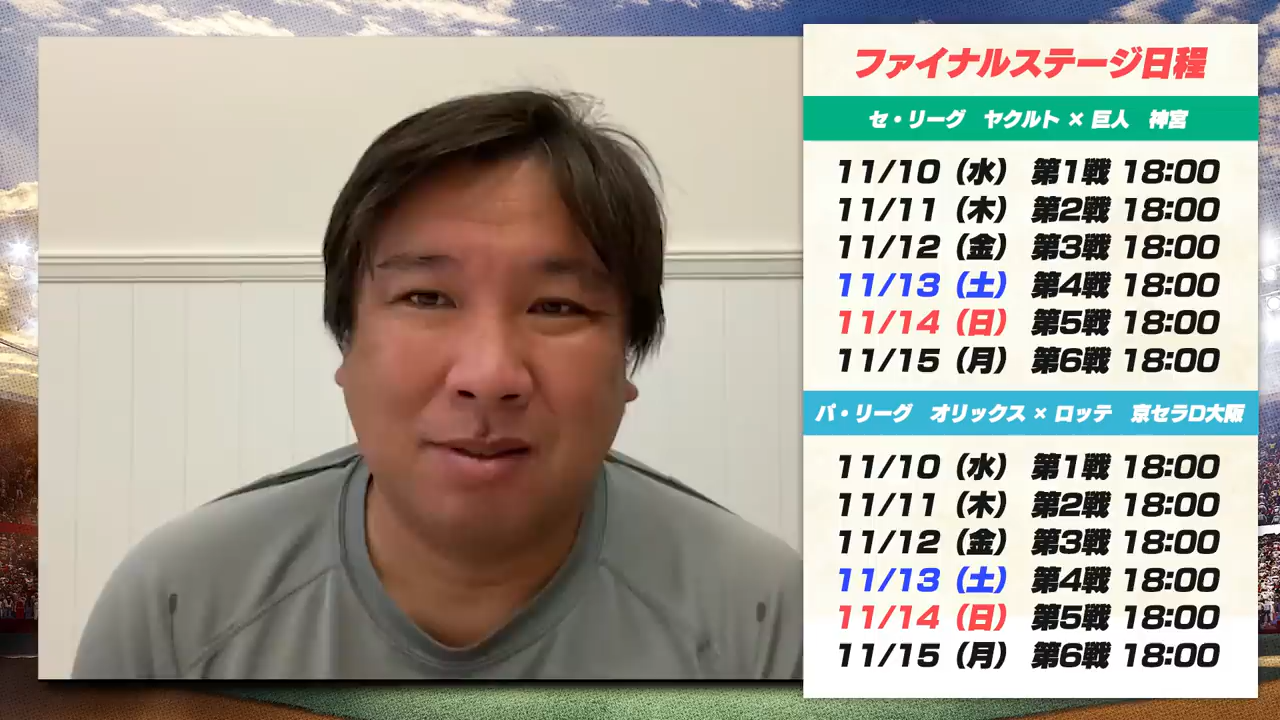 ファイナルステージ日程
セ・リーグ ヤクルト × 巨人 神宮
11/10（水） 第1戦 18:00
11/11（木） 第2戦 18:00
11/12（金） 第3戦 18:00
11/13（土） 第4戦 18:00
11/14（日） 第5戦 18:00
11/15（月） 第6戦 18:00
パ・リーグ オリックス × ロッテ 京セラD大阪
11/10（水） 第1戦 18:00
11/11（木） 第2戦 18:00
11/12（金） 第3戦 18:00
11/13（土） 第4戦 18:00
11/14（日） 第5戦 18:00
11/15（月） 第6戦 18:00